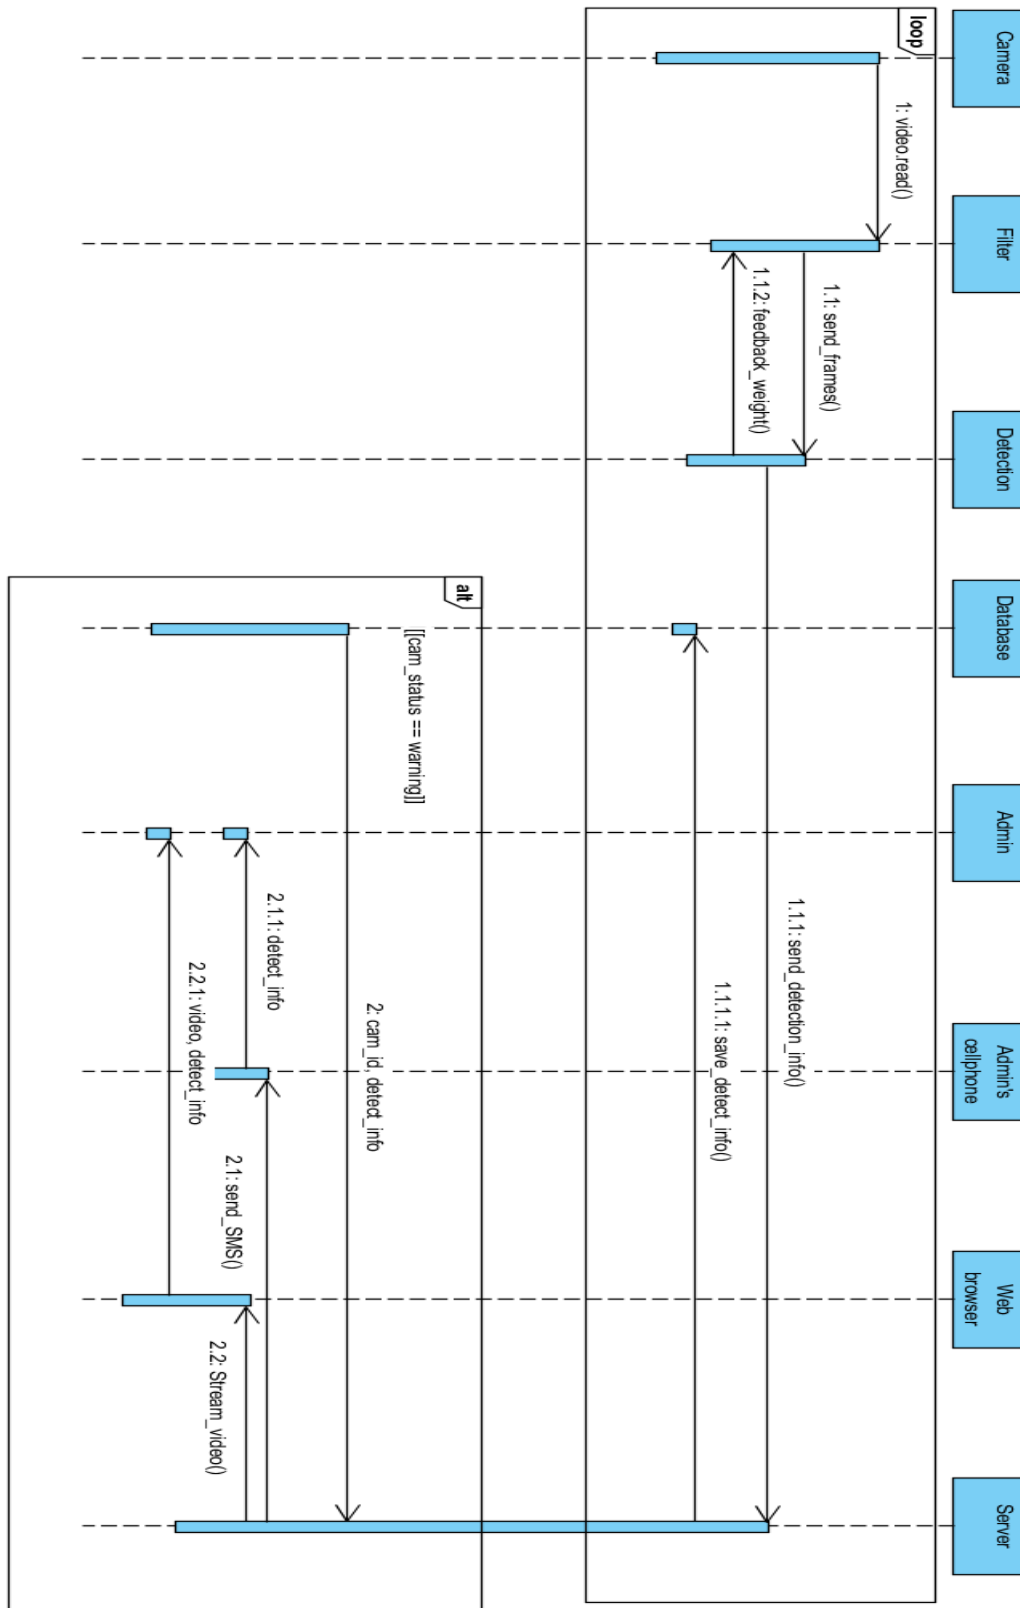 Camera
Filter
Detection
Database
Admin
Admin's
cellphone
Web
browser
Server
loop
1: video.read()
1.1: send_frames()
1.1.1: send_detection_info()
1.1.2: feedback_weight()
1.1.1.1: save_detect_info()
alt
[[cam_status == warning]]
2: cam_id, detect_info
2.1: send_SMS()
2.1.1: detect_info
2.2: Stream_video()
2.2.1: video, detect_info